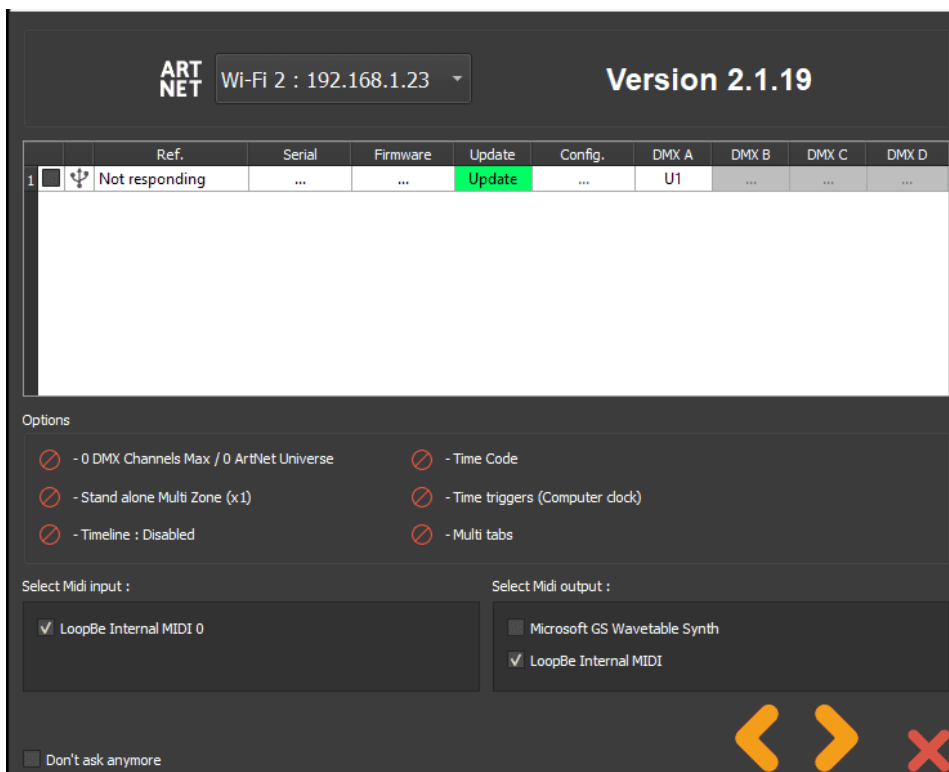 ART
NET
Wi-Fi 2 : 192.168.1.23
Version 2.1.19
Ref. Serial Firmware Update Config. DMX A DMX B DMX C DMX D
1 Not responding ... ... Update ... U1 ... ... ...
Options
- 0 DMX Channels Max / 0 ArtNet Universe
- Time Code
- Stand alone Multi Zone (x1)
- Time triggers (Computer clock)
- Timeline : Disabled
- Multi tabs
Select Midi input :
Select Midi output :
LoopBe Internal MIDI 0
Microsoft GS Wavetable Synth
LoopBe Internal MIDI
Don't ask anymore